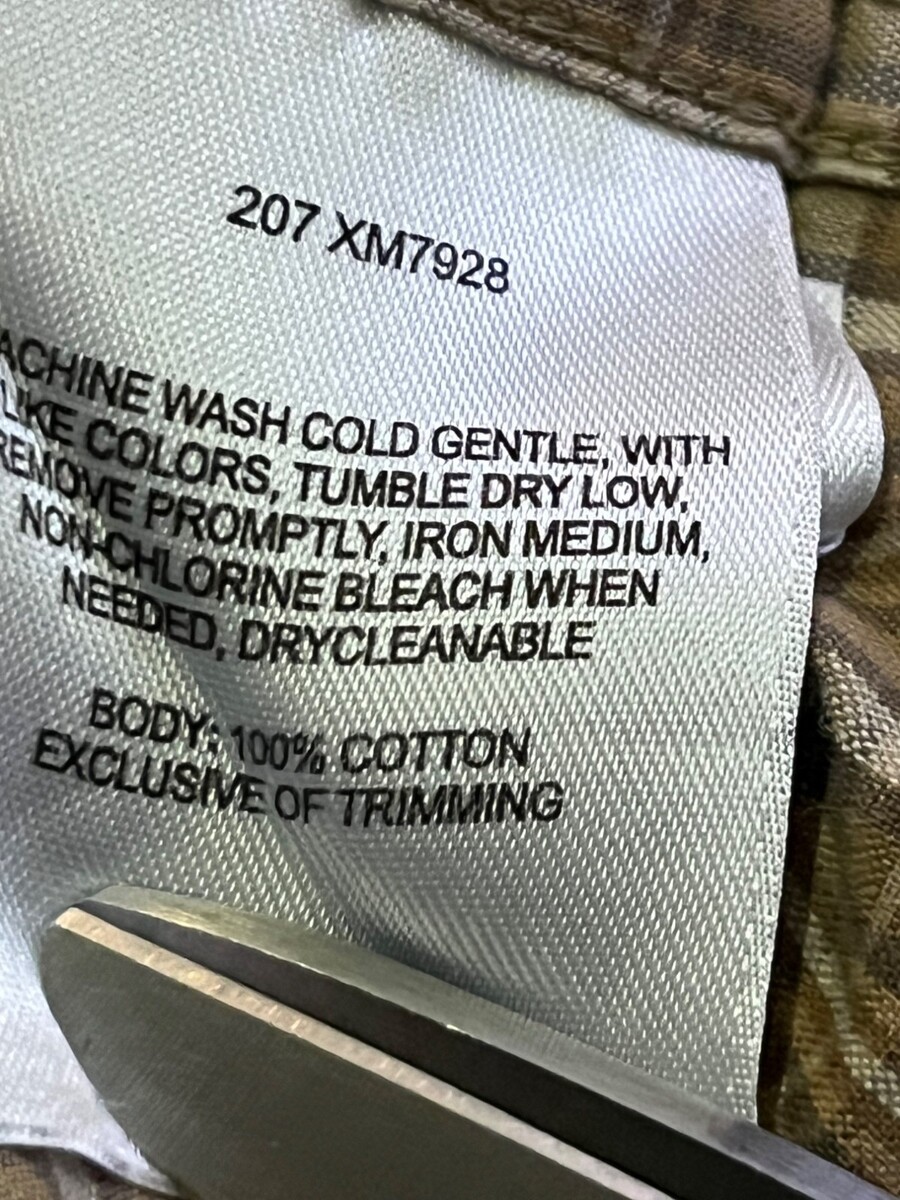 207 XM7928
ACHINE WASH COLD GENTLE, WITH
LIKE COLORS, TUMBLE DRY LOW,
REMOVE PROMPTLY, IRON MEDIUM,
NON-CHLORINE BLEACH WHEN
NEEDED, DRYCLEANABLE
BODY: 100% COTTON
EXCLUSIVE OF TRIMMING